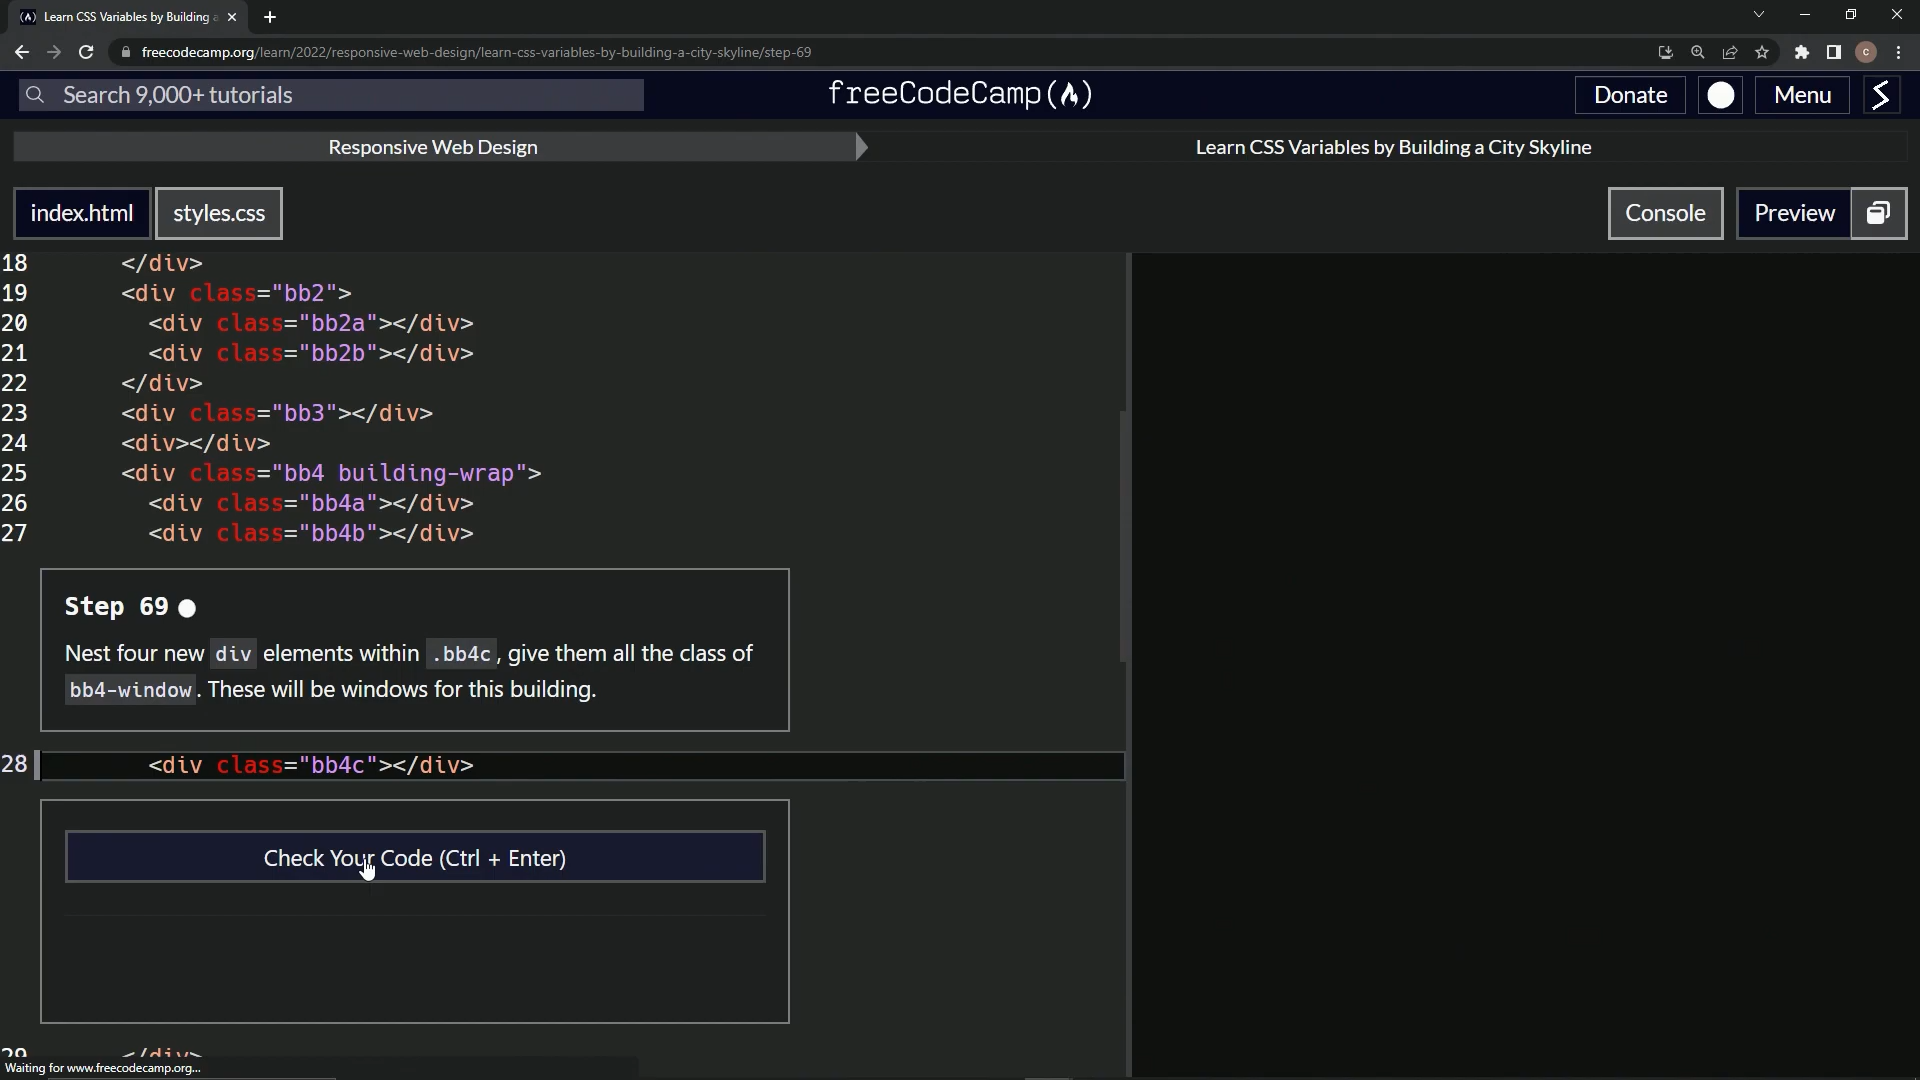 Learn CSS Variables by Building a
freecodecamp.org/learn/2022/responsive-web-design/learn-css-variables-by-building-a-city-skyline/step-69
C
Search 9,000+ tutorials
freeCodeCamp(🔥)
Donate
Menu
Responsive Web Design
Learn CSS Variables by Building a City Skyline
index.html
styles.css
Console
Preview
18 </div>
19 <div class="bb2">
20 <div class="bb2a"></div>
21 <div class="bb2b"></div>
22 </div>
23 <div class="bb3"></div>
24 <div></div>
25 <div class="bb4 building-wrap">
26 <div class="bb4a"></div>
27 <div class="bb4b"></div>
Step 69
Nest four new div elements within .bb4c, give them all the class of
bb4-window. These will be windows for this building.
28 <div class="bb4c"></div>
Check Your Code (Ctrl + Enter)
29 </div>
Waiting for www.freecodecamp.org...